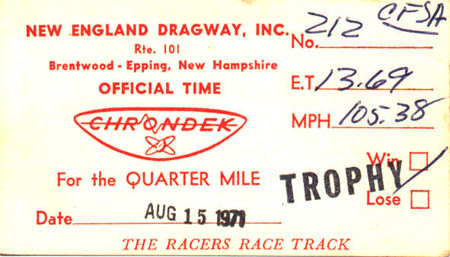 NEW ENGLAND DRAGWAY, INC.
Rte. 101
Brentwood - Epping, New Hampshire
OFFICIAL TIME
CHRONDEK
For the QUARTER MILE
Date AUG 15 1971
No. 212 CFSA
E.T. 13.69
MPH 105.38
Win
TROPHY
Lose
THE RACERS RACE TRACK